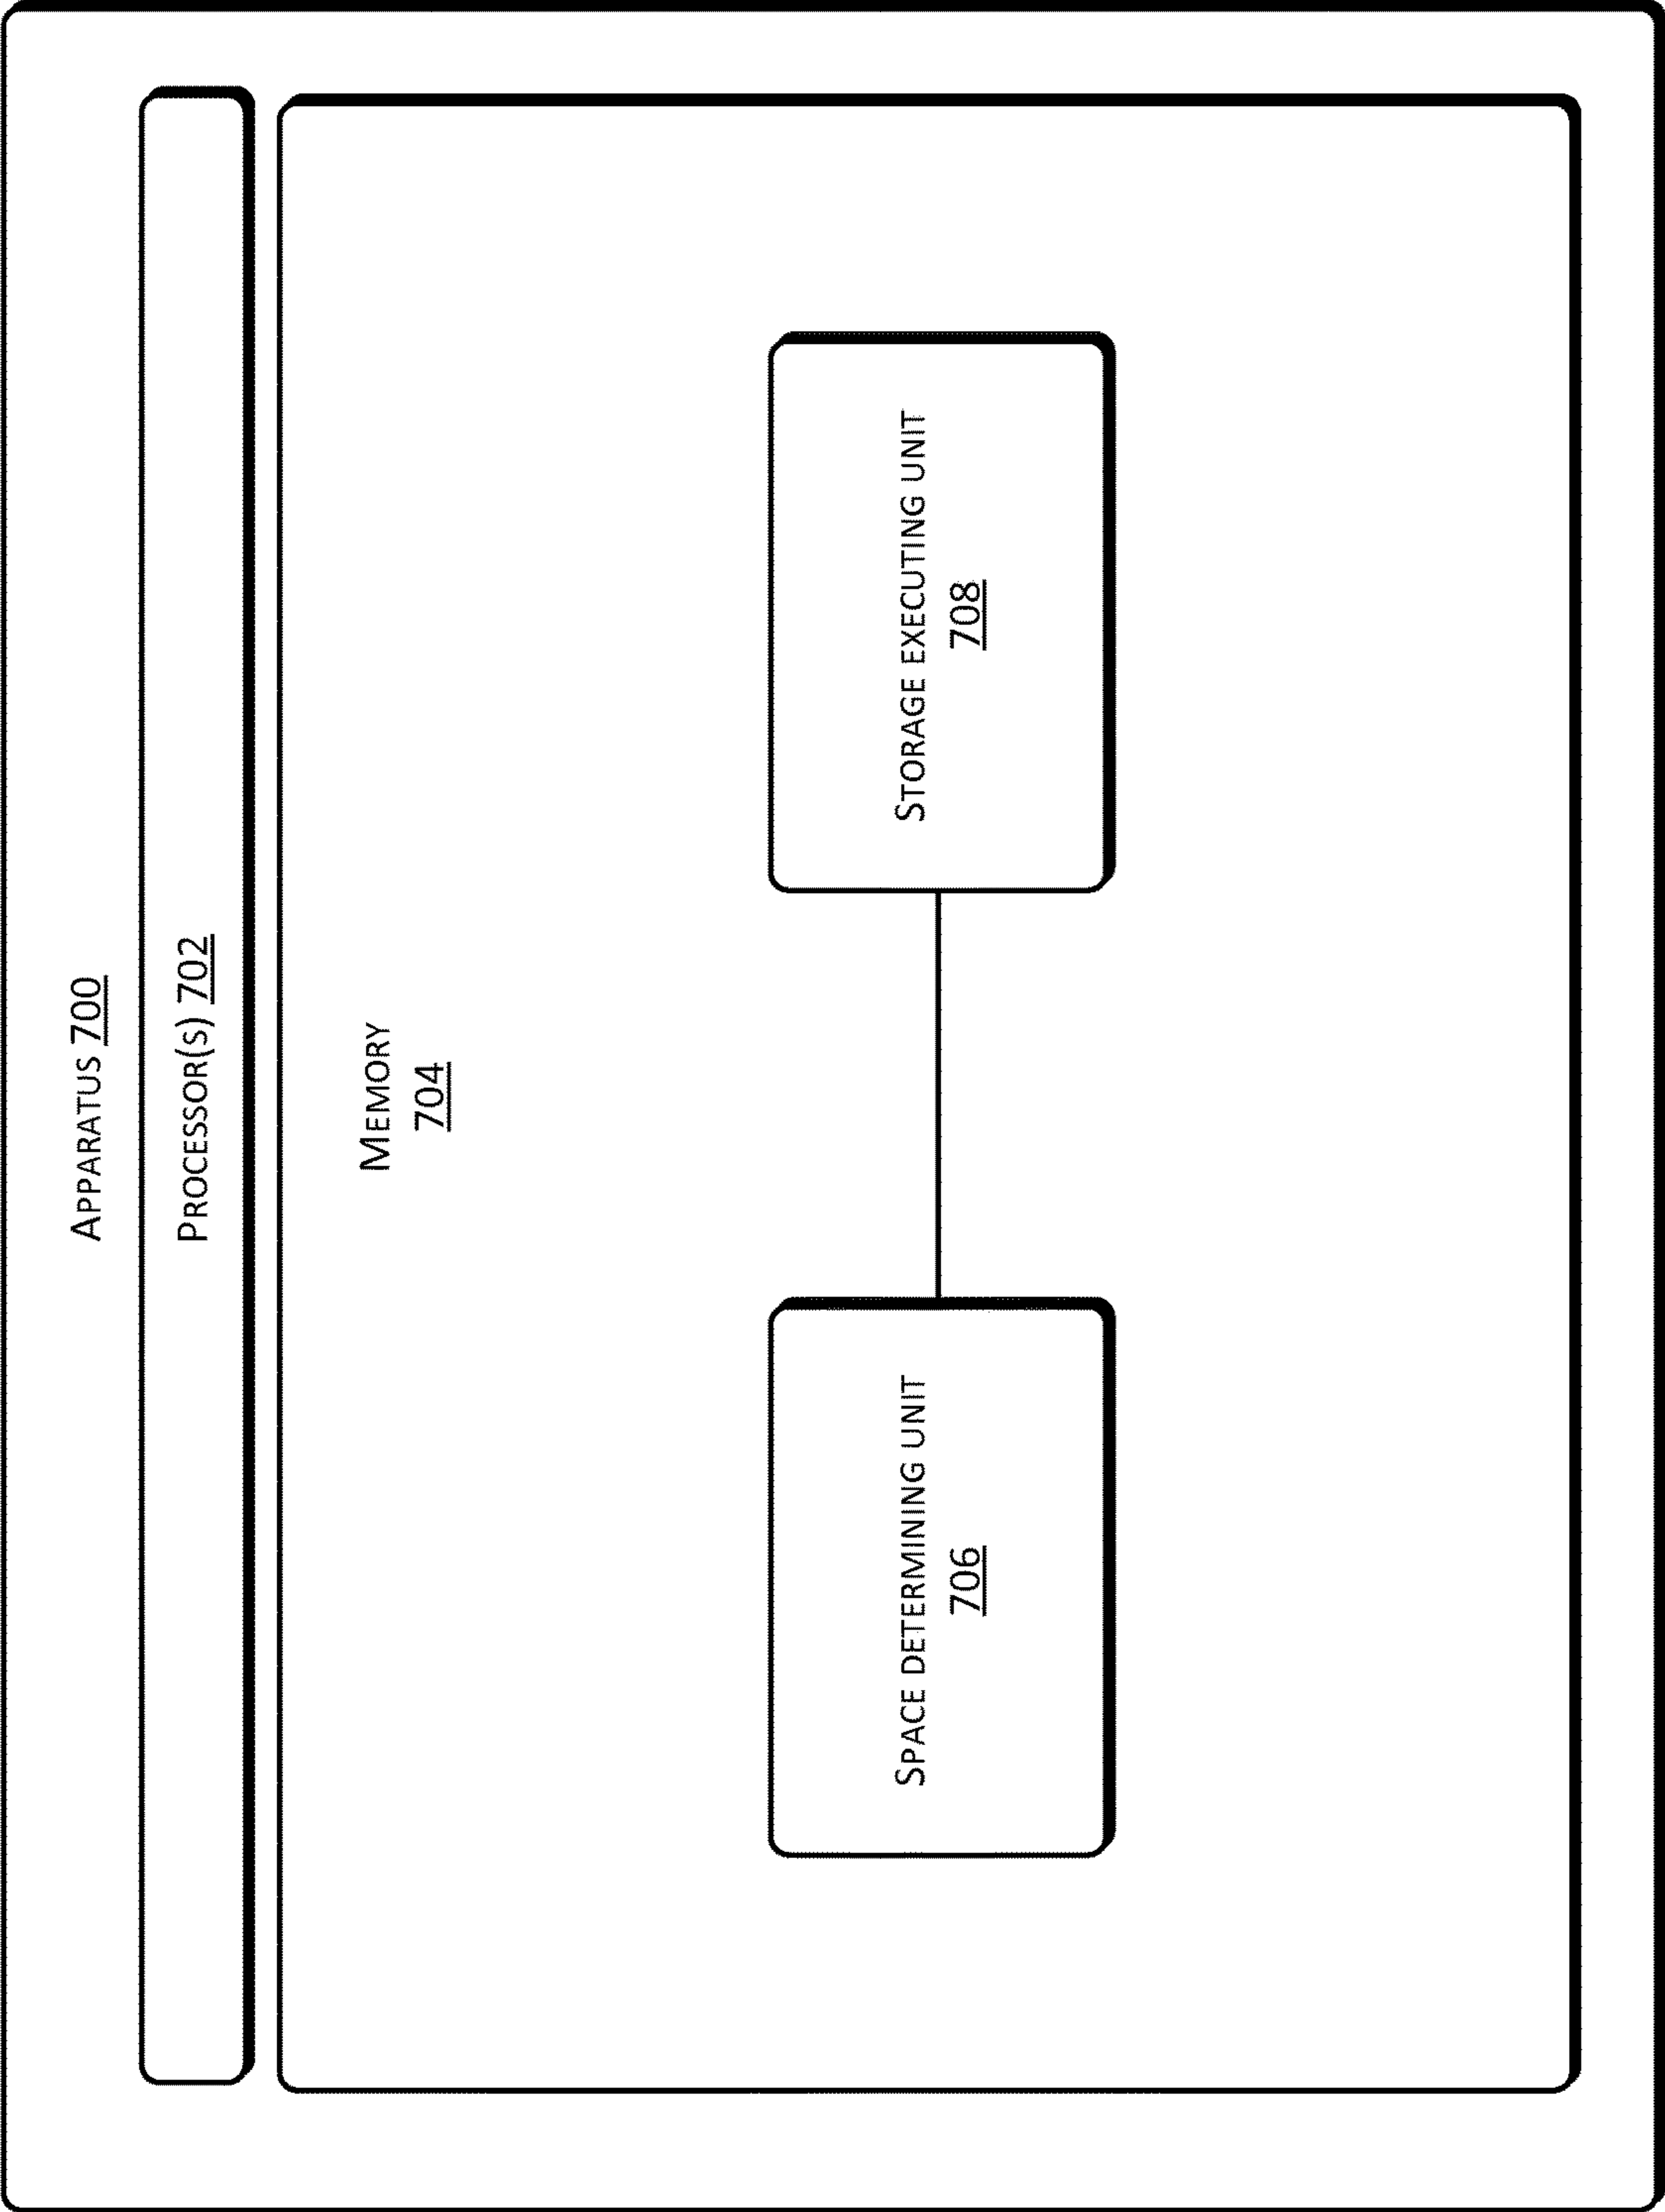 APPARATUS 700
PROCESSOR(S) 702
MEMORY
704
SPACE DETERMINING UNIT
706
STORAGE EXECUTING UNIT
708